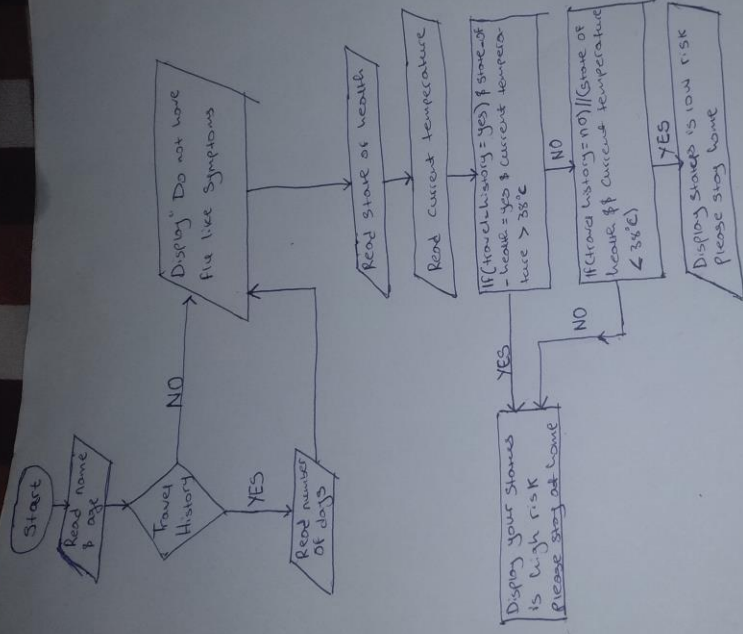 Start
Read name
& age
Travel
History
NO
YES
Read number
of days
Display" Do not have
flu like symptoms
Read state of health
Read current temperature
If(travel-history = yes) & state-of
- health = yes & current tempera-
ture > 38°c
YES
NO
If(travel history = no) //(state of
health && current temperature
< 38°c)
NO
YES
Display your status
is high risk
Please stay at home
Display is low risk
Please stay home